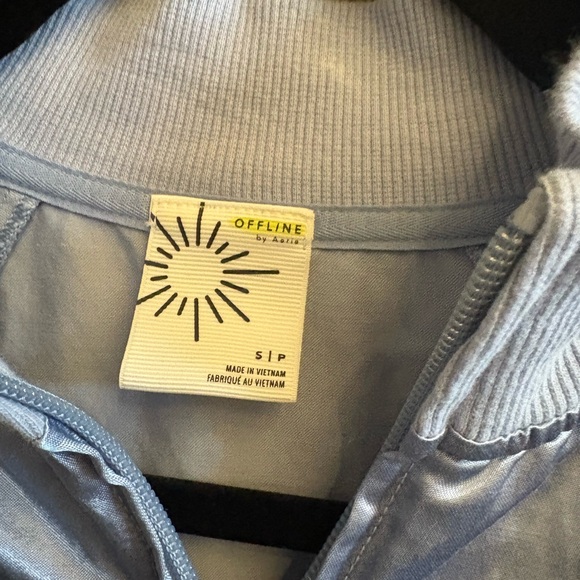 OFFLINE
by Aerie
S | P
MADE IN VIETNAM
FABRIQUÉ AU VIETNAM